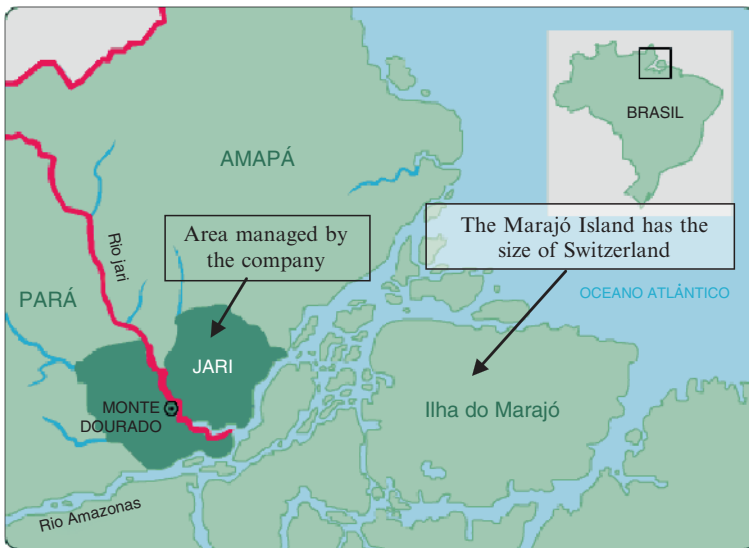 BRASIL
AMAPÁ
Area managed by
the company
The Marajó Island has the
size of Switzerland
Rio jari
PARÁ
OCEANO ATLÁNTICO
JARI
MONTE
DOURADO
Ilha do Marajó
Rio Amazonas